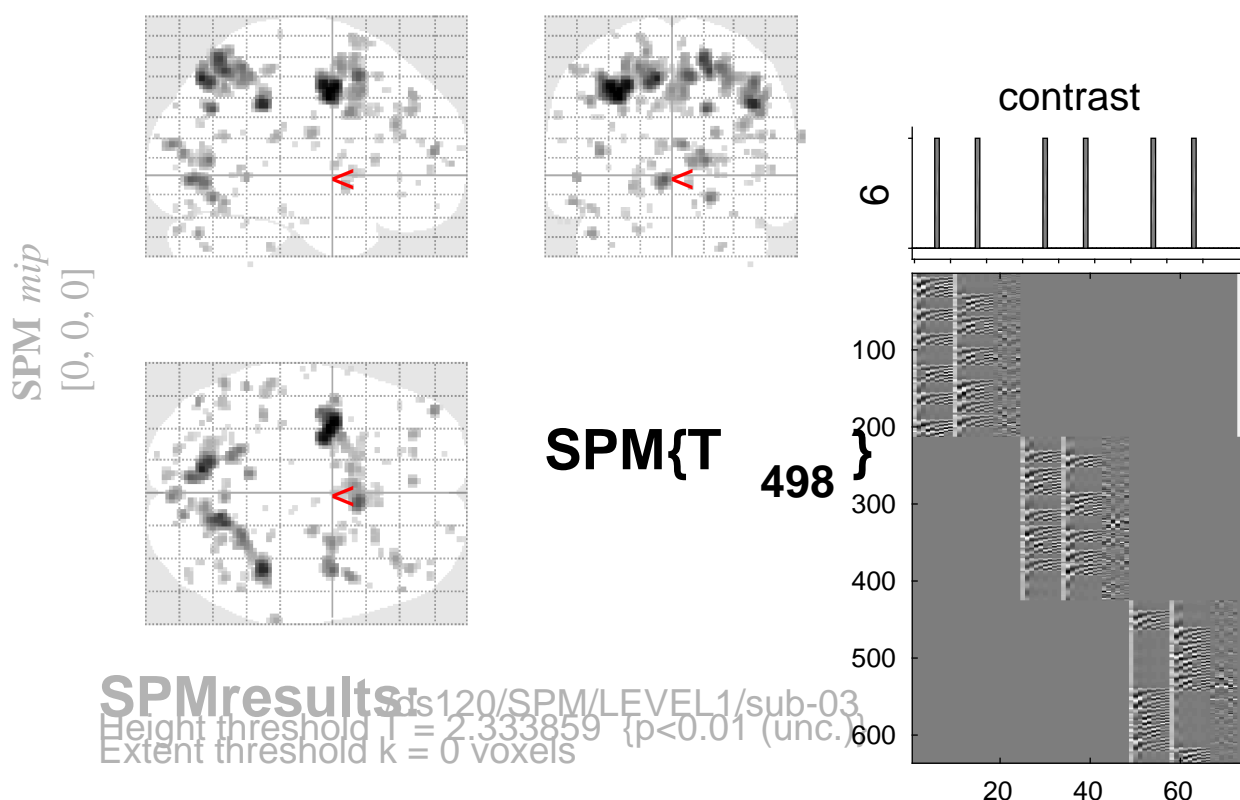 SPM mip
[0, 0, 0]
<
<
<
SPM{T
498
}
contrast
6
100
200
300
400
500
600
20
40
60
SPMresults: /ds120/SPM/LEVEL1/sub-03
Height threshold T = 2.333859 {p<0.01 (unc.)}
Extent threshold k = 0 voxels